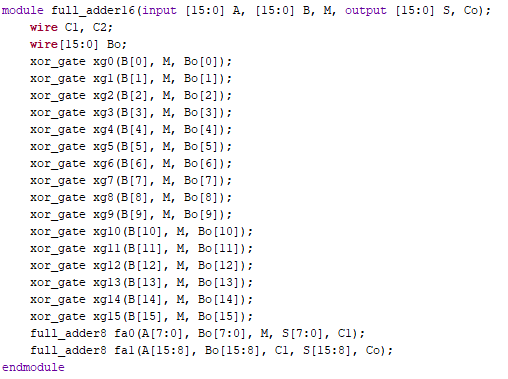 module full_adder16(input [15:0] A, [15:0] B, M, output [15:0] S, Co);
wire C1, C2;
wire[15:0] Bo;
xor_gate xg0(B[0], M, Bo[0]);
xor_gate xg1(B[1], M, Bo[1]);
xor_gate xg2(B[2], M, Bo[2]);
xor_gate xg3(B[3], M, Bo[3]);
xor_gate xg4(B[4], M, Bo[4]);
xor_gate xg5(B[5], M, Bo[5]);
xor_gate xg6(B[6], M, Bo[6]);
xor_gate xg7(B[7], M, Bo[7]);
xor_gate xg8(B[8], M, Bo[8]);
xor_gate xg9(B[9], M, Bo[9]);
xor_gate xg10(B[10], M, Bo[10]);
xor_gate xg11(B[11], M, Bo[11]);
xor_gate xg12(B[12], M, Bo[12]);
xor_gate xg13(B[13], M, Bo[13]);
xor_gate xg14(B[14], M, Bo[14]);
xor_gate xg15(B[15], M, Bo[15]);
full_adder8 fa0(A[7:0], Bo[7:0], M, S[7:0], C1);
full_adder8 fa1(A[15:8], Bo[15:8], C1, S[15:8], Co);
endmodule